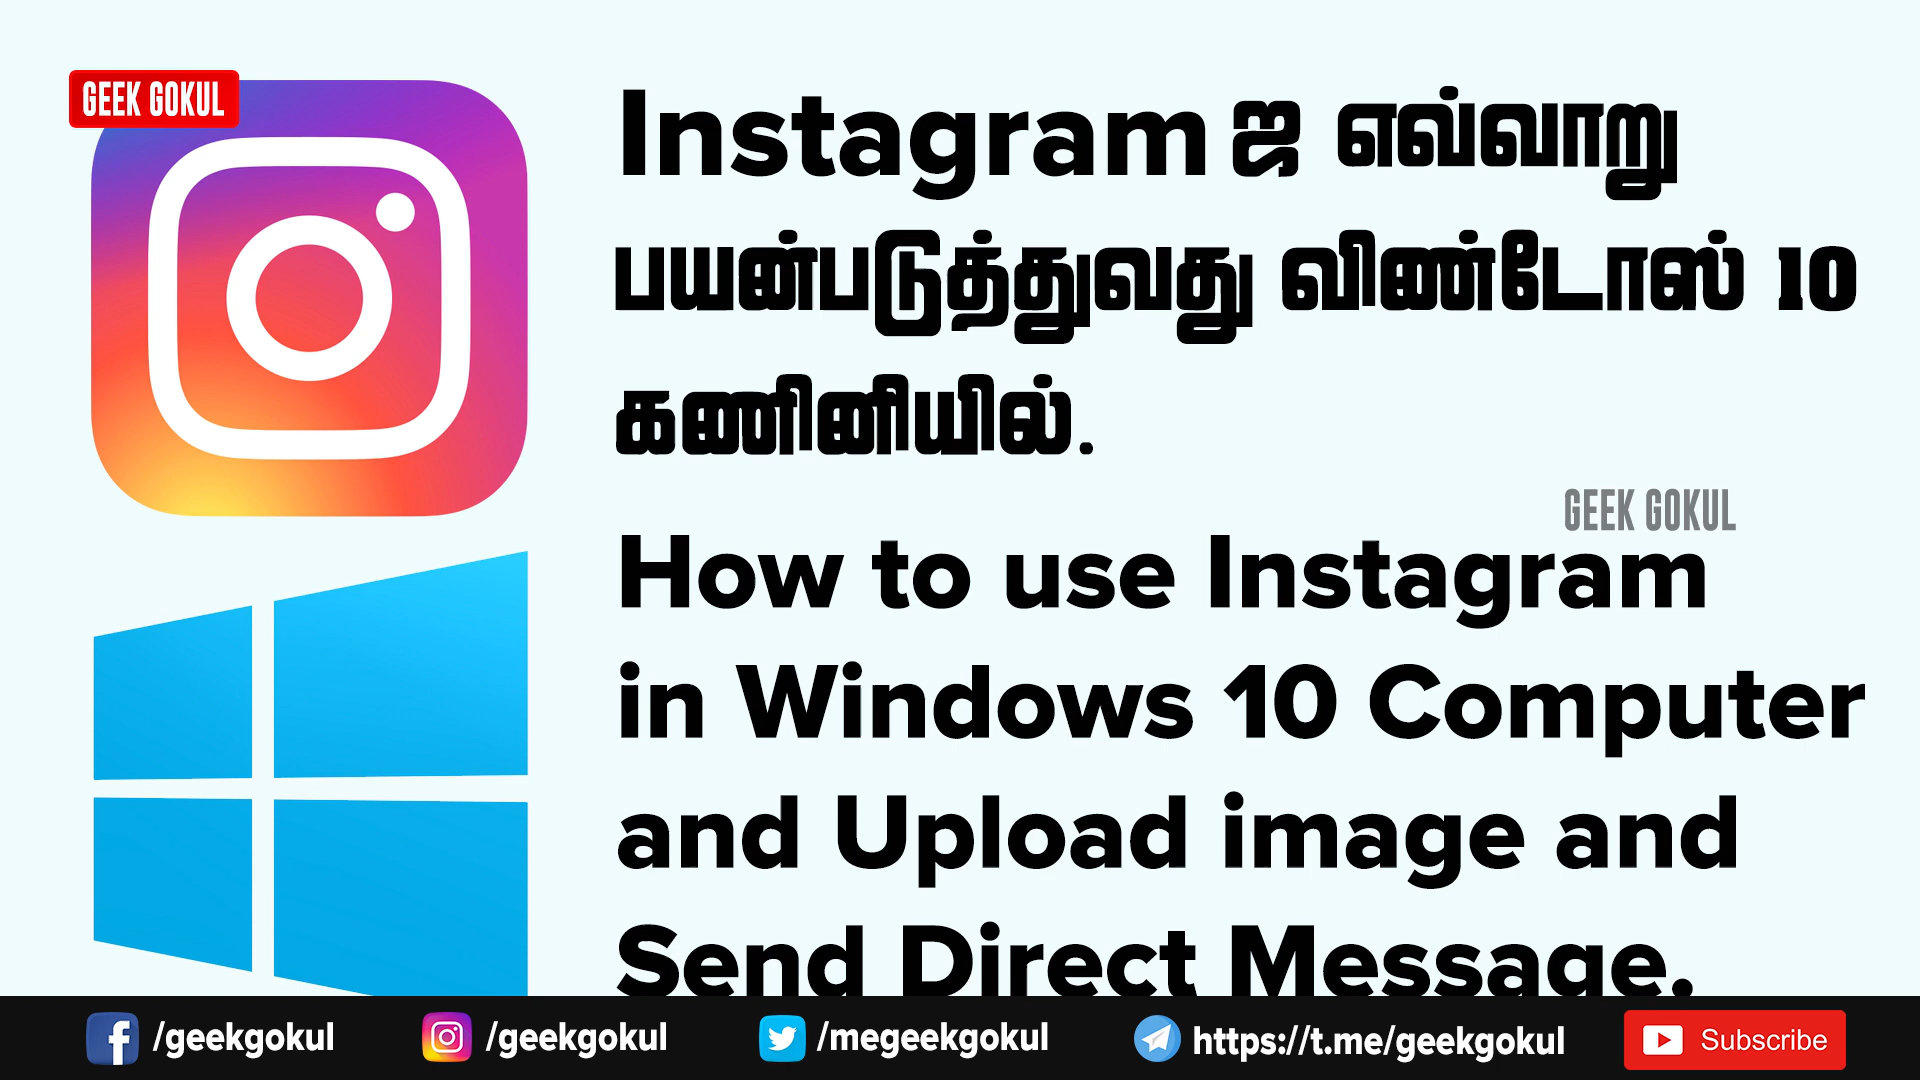 GEEK GOKUL
Instagram ஐ எவ்வாறு
பயன்படுத்துவது விண்டோஸ் 10
கணினியில்.
GEEK GOKUL
How to use Instagram
in Windows 10 Computer
and Upload image and
Send Direct Message.
/geekgokul
/geekgokul
/megeekgokul
https://t.me/geekgokul
Subscribe